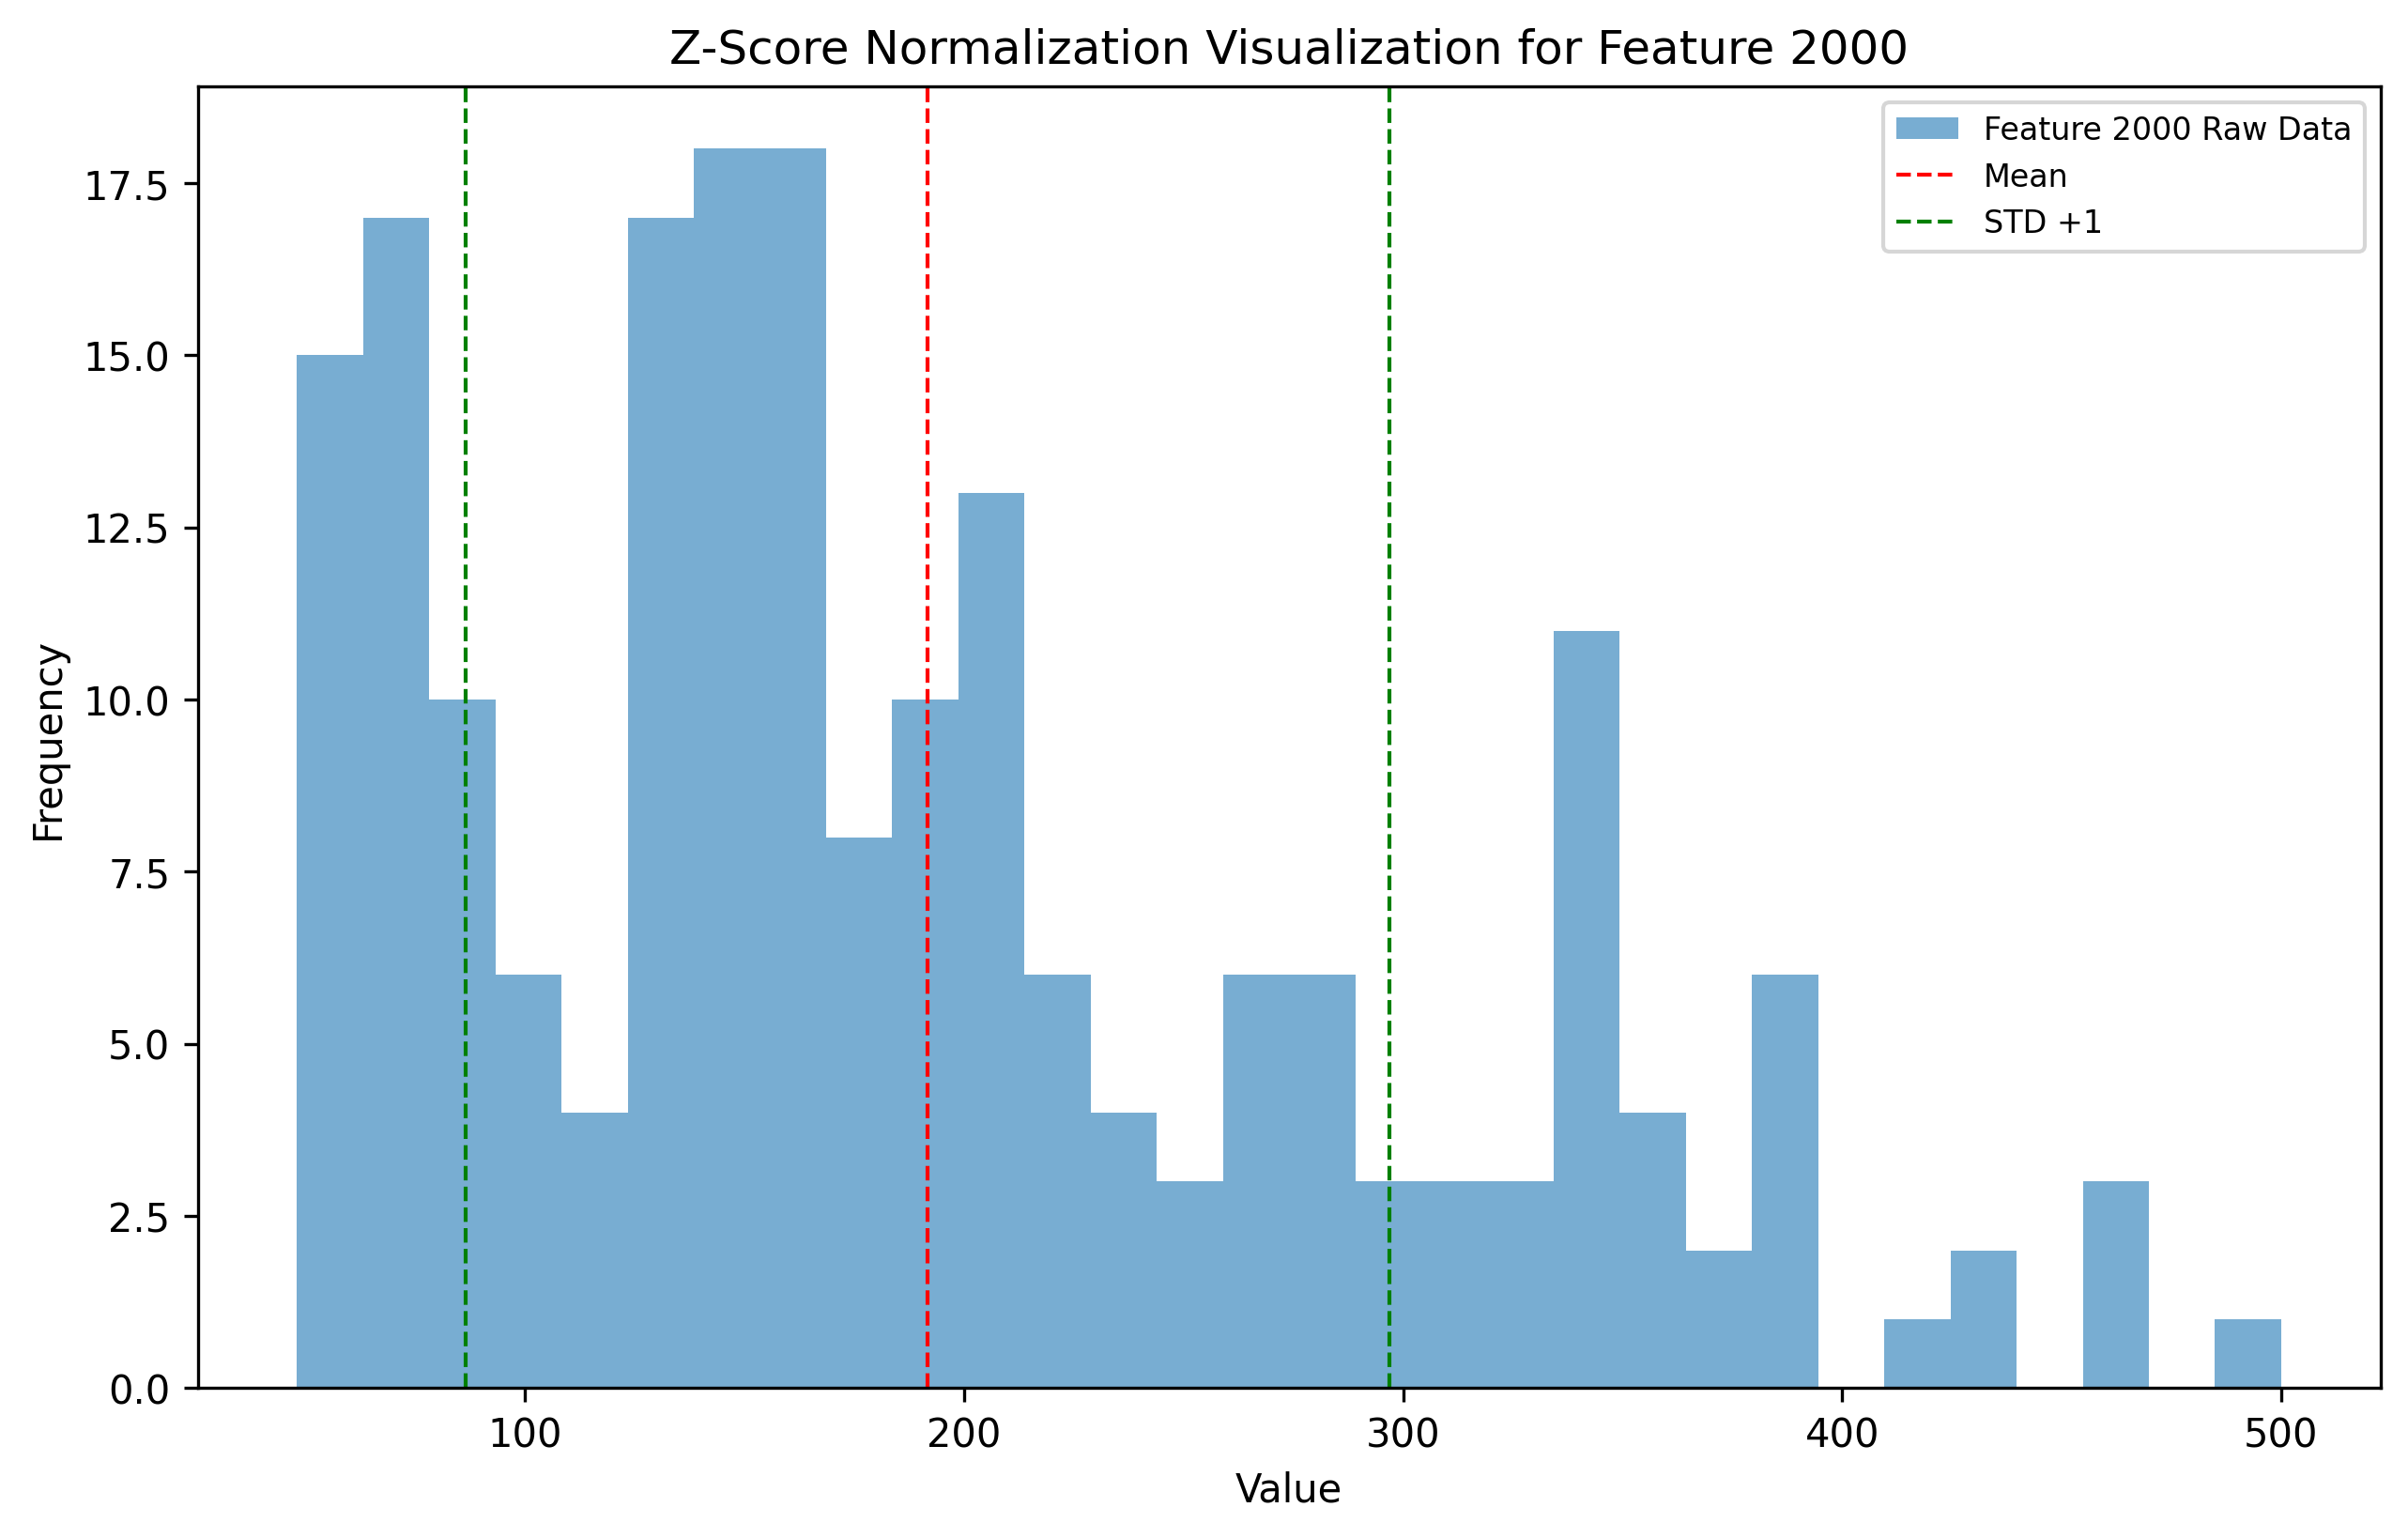 Z-Score Normalization Visualization for Feature 2000
Feature 2000 Raw Data
Mean
STD +1
17.5
15.0
12.5
10.0
7.5
5.0
2.5
0.0
Frequency
100 200 300 400 500
Value